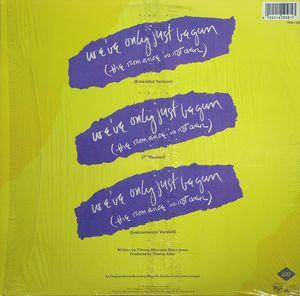 SIDE A
we've only just begun
(the romance is not over)
(Extended Version)
we've only just begun
(the romance is not over)
(7" Version)
we've only just begun
(the romance is not over)
(Instrumental Version)
Written by Timmy Allen and Glenn Jones
Produced by Timmy Allen